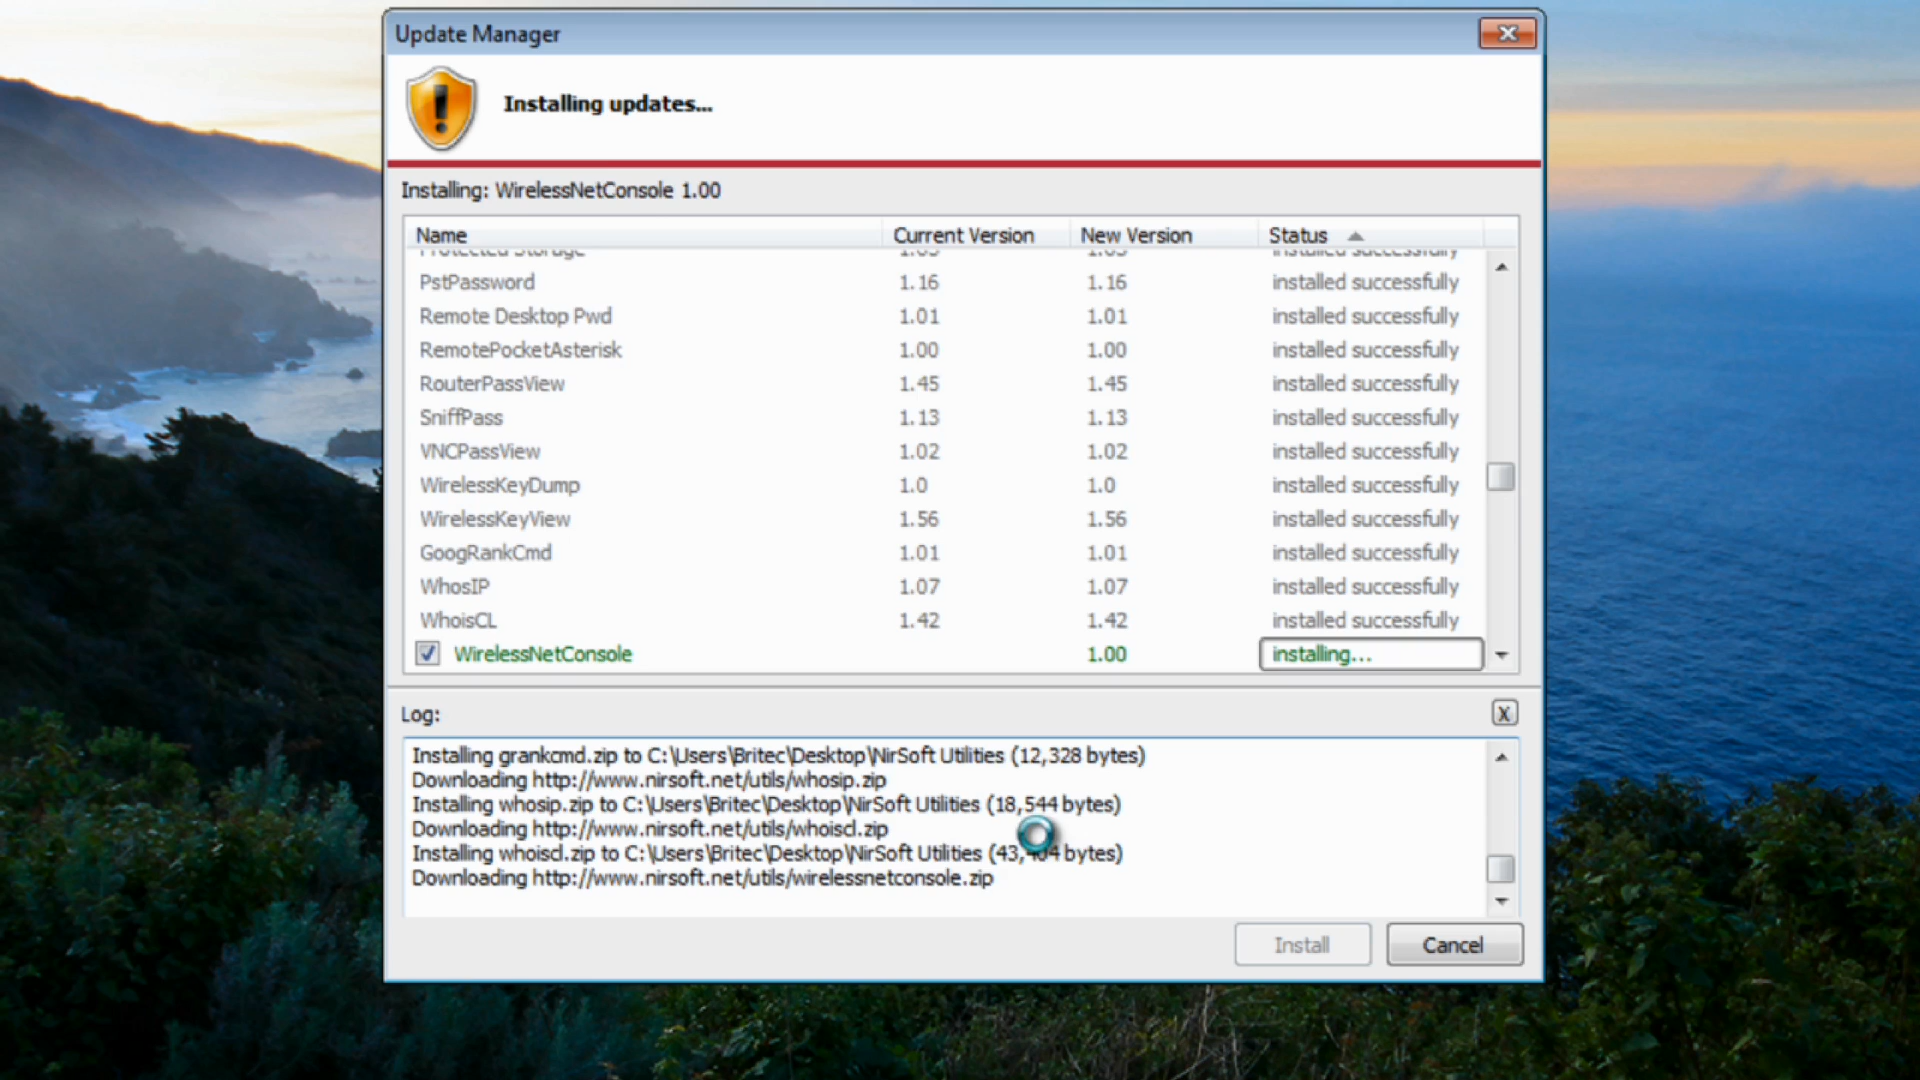 Update Manager
Installing updates...
Installing: WirelessNetConsole 1.00
Name Current Version New Version Status
Protected Storage 1.63 1.63 installed successfully
PstPassword 1.16 1.16 installed successfully
Remote Desktop Pwd 1.01 1.01 installed successfully
RemotePocketAsterisk 1.00 1.00 installed successfully
RouterPassView 1.45 1.45 installed successfully
SniffPass 1.13 1.13 installed successfully
VNCPassView 1.02 1.02 installed successfully
WirelessKeyDump 1.0 1.0 installed successfully
WirelessKeyView 1.56 1.56 installed successfully
GoogRankCmd 1.01 1.01 installed successfully
WhosIP 1.07 1.07 installed successfully
WhoisCL 1.42 1.42 installed successfully
WirelessNetConsole 1.00 installing...
Log:
Installing grankcmd.zip to C:\Users\Britec\Desktop\NirSoft Utilities (12,328 bytes)
Downloading http://www.nirsoft.net/utils/whosip.zip
Installing whosip.zip to C:\Users\Britec\Desktop\NirSoft Utilities (18,544 bytes)
Downloading http://www.nirsoft.net/utils/whoiscl.zip
Installing whoiscl.zip to C:\Users\Britec\Desktop\NirSoft Utilities bytes)
Downloading http://www.nirsoft.net/utils/wirelessnetconsole.zip
Install Cancel